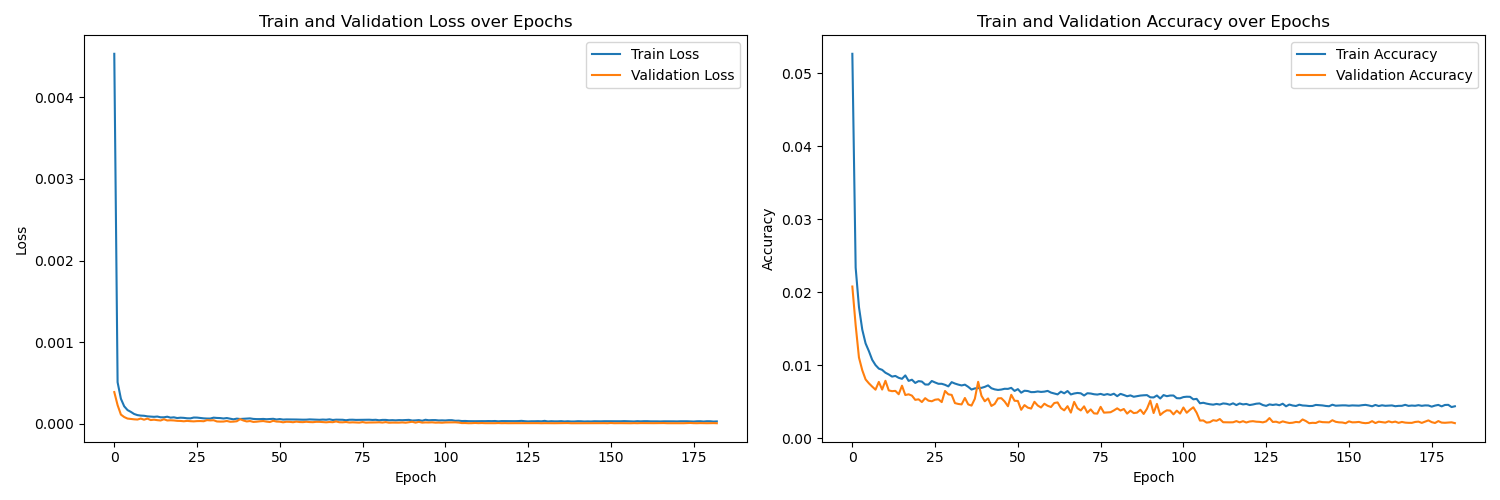 Train and Validation Loss over Epochs
Train Loss
Validation Loss
0.004
0.003
0.002
0.001
0.000
Loss
0 25 50 75 100 125 150 175
Epoch
Train and Validation Accuracy over Epochs
Train Accuracy
Validation Accuracy
0.05
0.04
0.03
0.02
0.01
0.00
Accuracy
0 25 50 75 100 125 150 175
Epoch